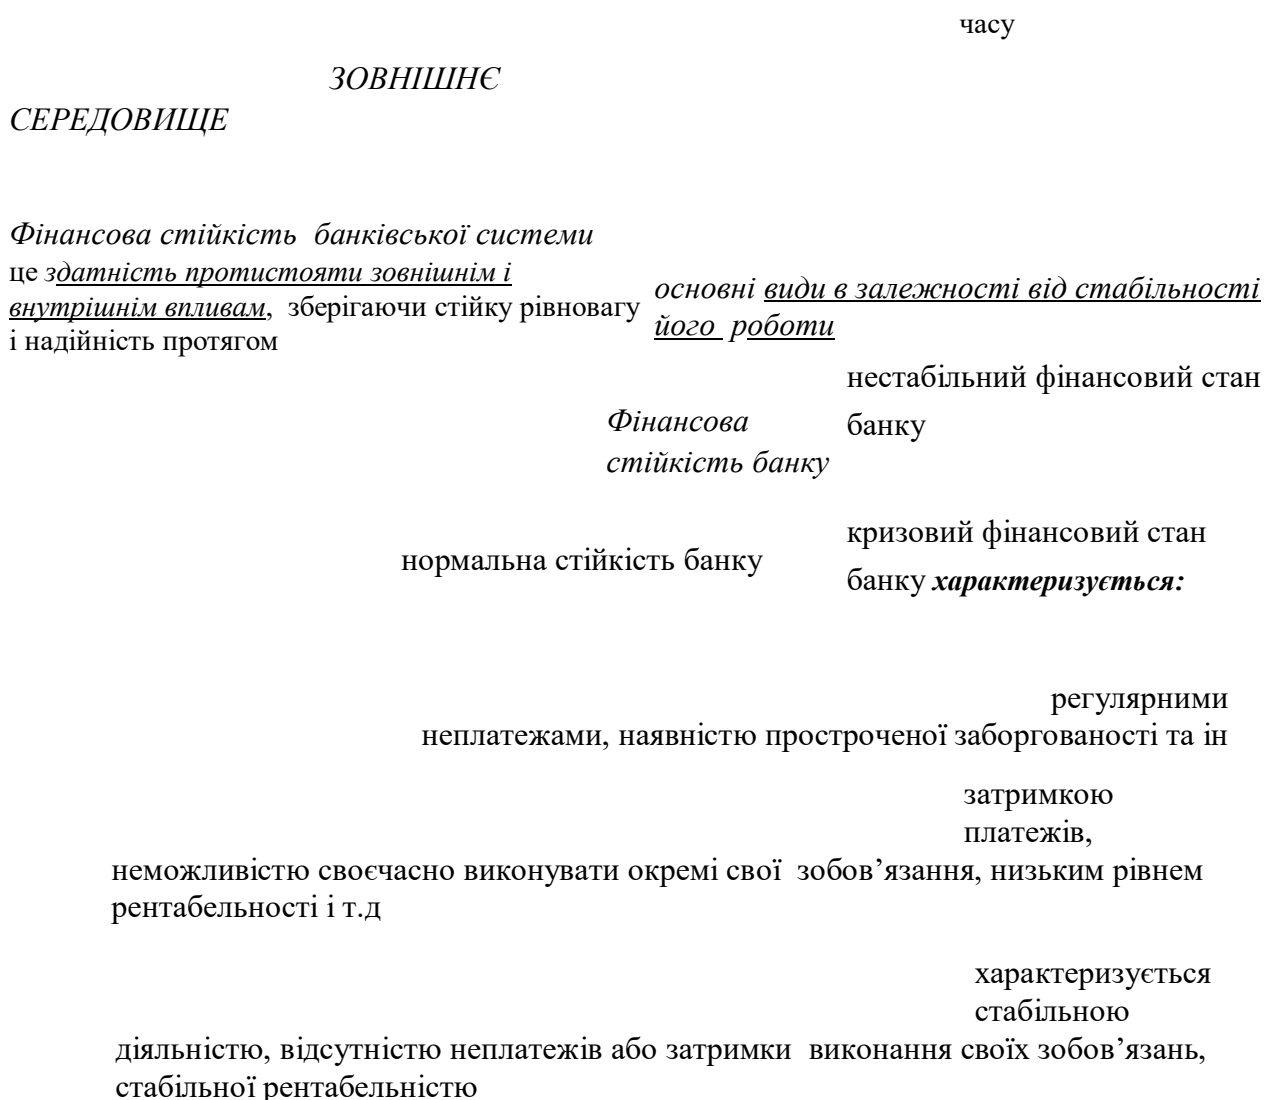 часу
ЗОВНІШНЄ
СЕРЕДОВИЩЕ
Фінансова стійкість банківської системи
це здатність протистояти зовнішнім і
внутрішнім впливам, зберігаючи стійку рівновагу
і надійність протягом
основні види в залежності від стабільності
його роботи
нестабільний фінансовий стан
банку
Фінансова
стійкість банку
кризовий фінансовий стан
банку характеризується:
нормальна стійкість банку
регулярними
неплатежами, наявністю простроченої заборгованості та ін
затримкою
платежів,
неможливістю своєчасно виконувати окремі свої зобов’язання, низьким рівнем
рентабельності і т.д
характеризується
стабільною
діяльністю, відсутністю неплатежів або затримки виконання своїх зобов’язань,
стабільної рентабельністю